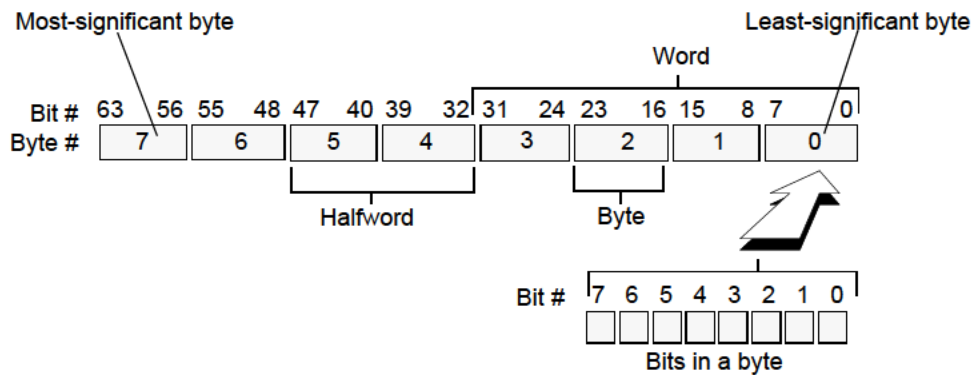 Most-significant byte Least-significant byte
Word
Bit # 63 56 55 48 47 40 39 32 31 24 23 16 15 8 7 0
Byte # 7 6 5 4 3 2 1 0
Halfword Byte
Bit # 7 6 5 4 3 2 1 0
Bits in a byte